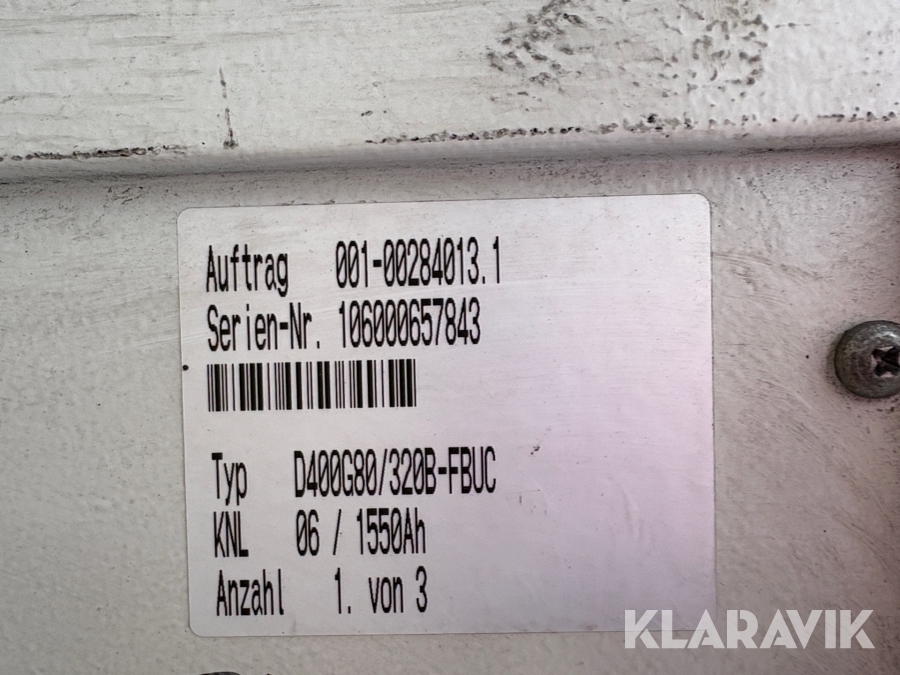 Auftrag 001-00284013.1
Serien-Nr. 106000657843
Typ D400G80/320B-FBUC
KNL 06 / 1550Ah
Anzahl 1. von 3
KLARAVIK